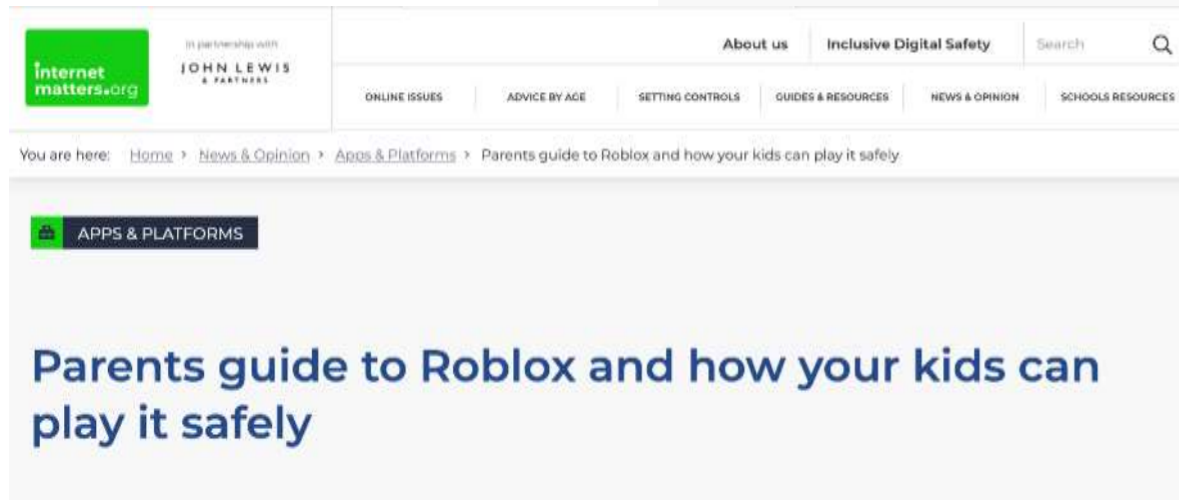 internet
matters.org
In partnership with
JOHN LEWIS
& PARTNERS
About us
Inclusive Digital Safety
Search
ONLINE ISSUES
ADVICE BY AGE
SETTING CONTROLS
GUIDES & RESOURCES
NEWS & OPINION
SCHOOLS RESOURCES
You are here: Home > News & Opinion > Apps & Platforms > Parents guide to Roblox and how your kids can play it safely
APPS & PLATFORMS
Parents guide to Roblox and how your kids can
play it safely